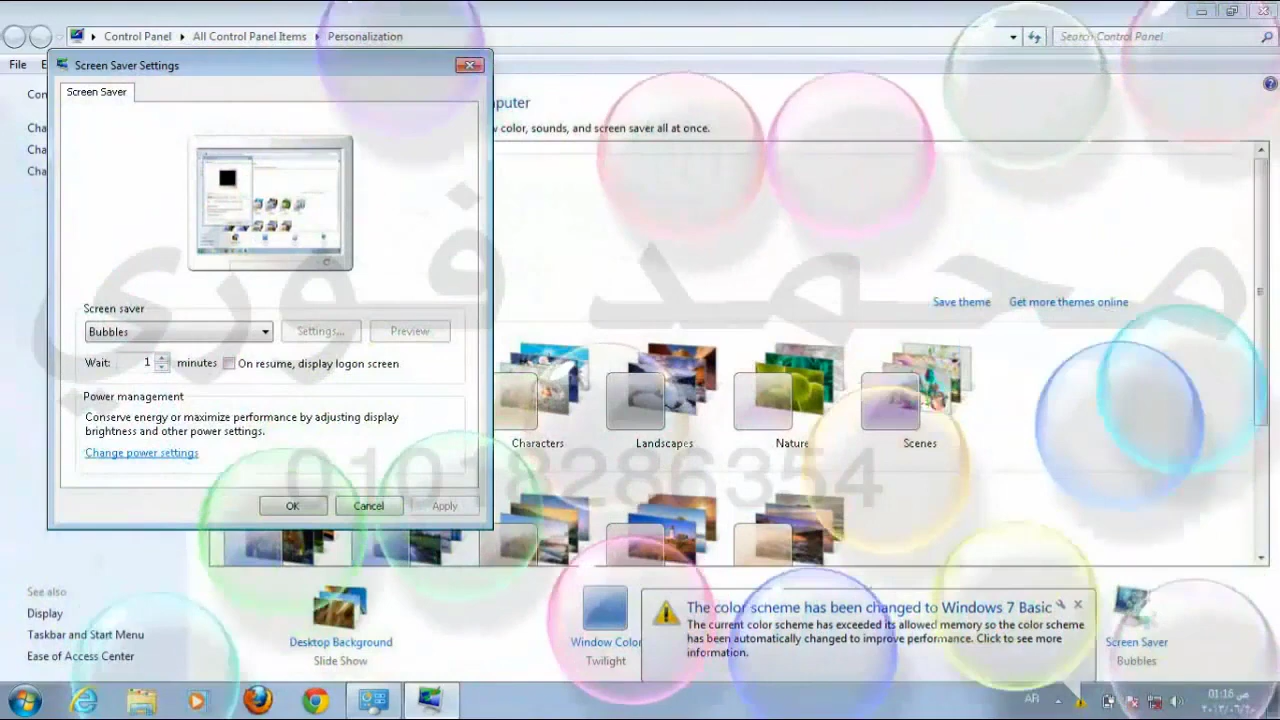 Control Panel
All Control Panel Items
Personalization
Search Control Panel
File
E
Con
Cha
Cha
Cha
Screen Saver Settings
Screen Saver
puter
w color, sounds, and screen saver all at once.
محمد فوزي
Screen saver
Bubbles
Settings...
Preview
Wait:
1
minutes
On resume, display logon screen
Power management
Conserve energy or maximize performance by adjusting display
brightness and other power settings.
Change power settings
OK
Cancel
Apply
Save theme
Get more themes online
Characters
Landscapes
Nature
Scenes
See also
Display
Taskbar and Start Menu
Ease of Access Center
Desktop Background
Slide Show
Window Color
Twilight
The color scheme has been changed to Windows 7 Basic
The current color scheme has exceeded its allowed memory so the color scheme
has been automatically changed to improve performance. Click to see more
information.
Screen Saver
Bubbles
AR
01:16 ص